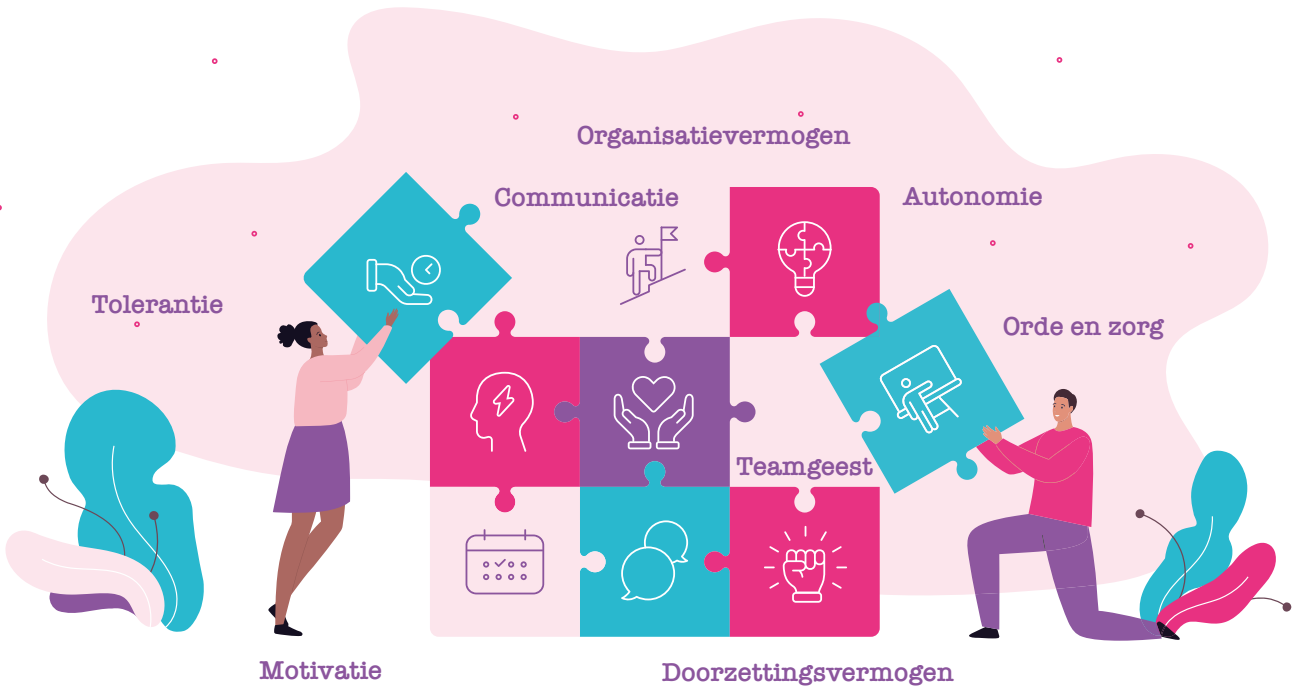 Organisatievermogen
Communicatie
Autonomie
Tolerantie
Orde en zorg
Teamgeest
Motivatie
Doorzettingsvermogen